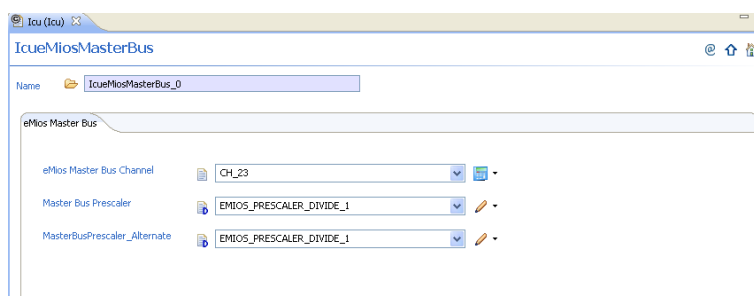 Icu (Icu)
IcueMiosMasterBus
Name IcueMiosMasterBus_0
eMios Master Bus
eMios Master Bus Channel CH_23
Master Bus Prescaler EMIOS_PRESCALER_DIVIDE_1
MasterBusPrescaler_Alternate EMIOS_PRESCALER_DIVIDE_1